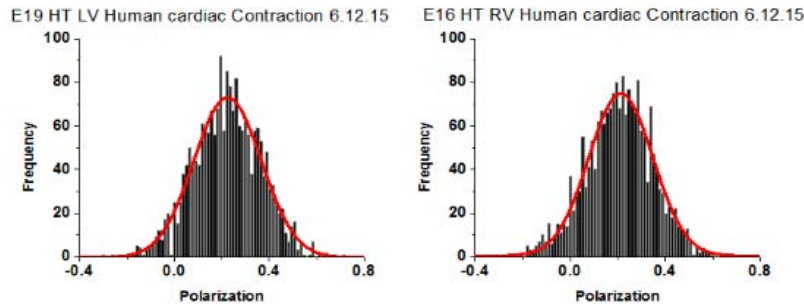 E19 HT LV Human cardiac Contraction 6.12.15
100
80
60
40
20
0
Frequency
-0.4 0.0 0.4 0.8
Polarization
E16 HT RV Human cardiac Contraction 6.12.15
100
80
60
40
20
0
Frequency
-0.4 0.0 0.4 0.8
Polarization